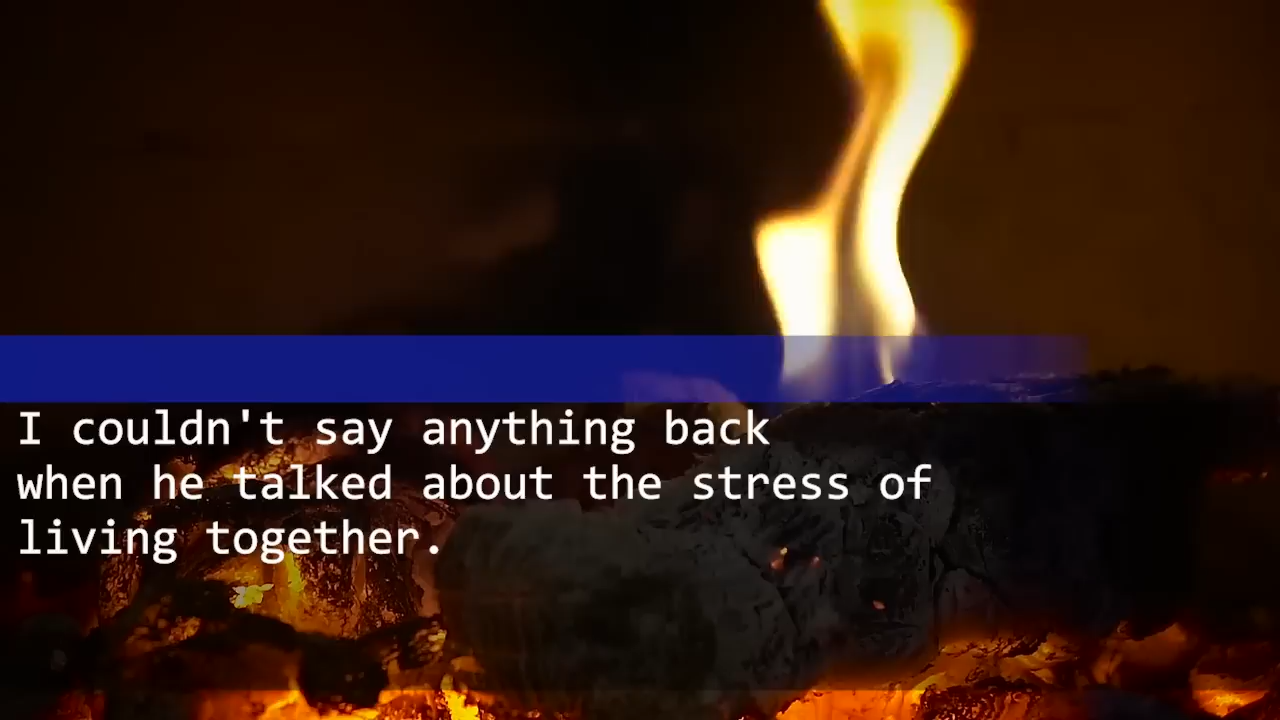 I couldn't say anything back
when he talked about the stress of
living together.